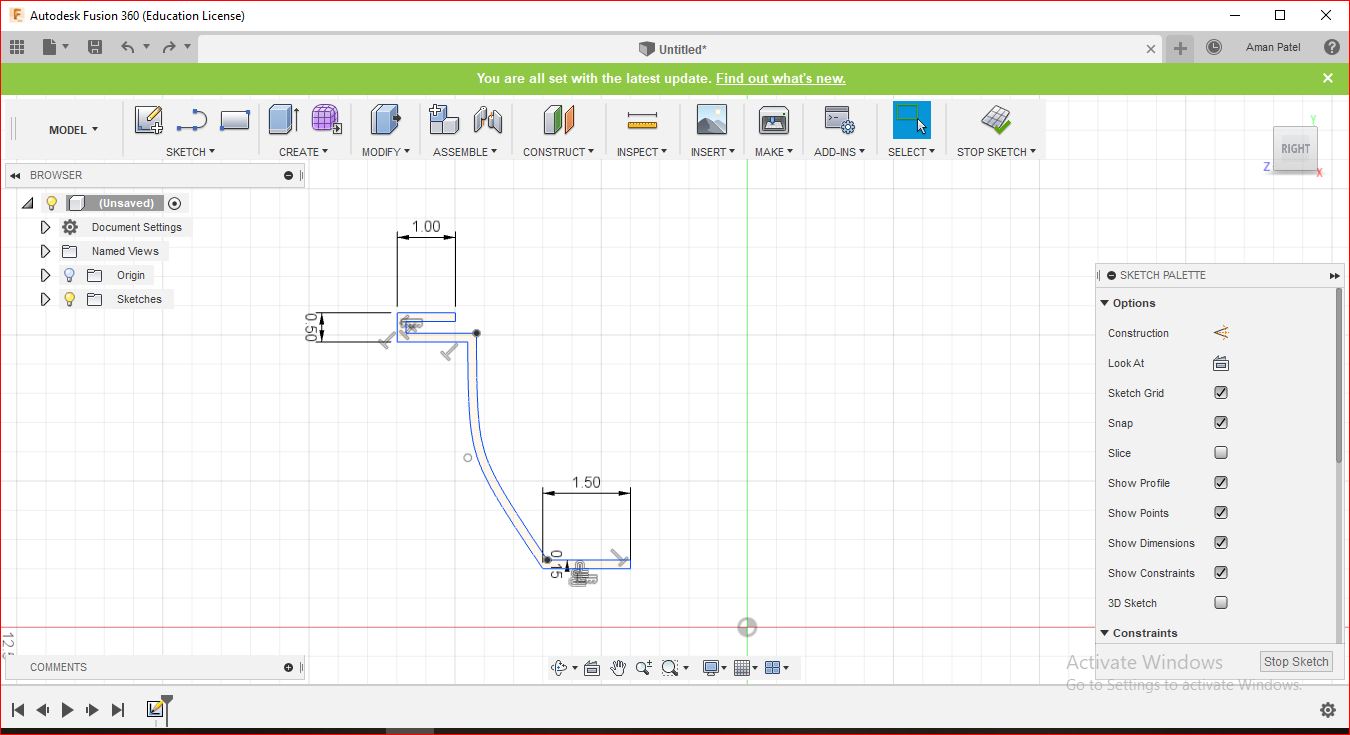 Autodesk Fusion 360 (Education License)
Untitled*
Aman Patel
You are all set with the latest update. Find out what's new.
MODEL
SKETCH
CREATE
MODIFY
ASSEMBLE
CONSTRUCT
INSPECT
INSERT
MAKE
ADD-INS
SELECT
STOP SKETCH
Y
RIGHT
Z
X
BROWSER
(Unsaved)
Document Settings
Named Views
Origin
Sketches
1.00
0.50
1.50
0.15
SKETCH PALETTE
Options
Construction
Look At
Sketch Grid
Snap
Slice
Show Profile
Show Points
Show Dimensions
Show Constraints
3D Sketch
Constraints
Stop Sketch
COMMENTS
Activate Windows
Go to Settings to activate Windows.